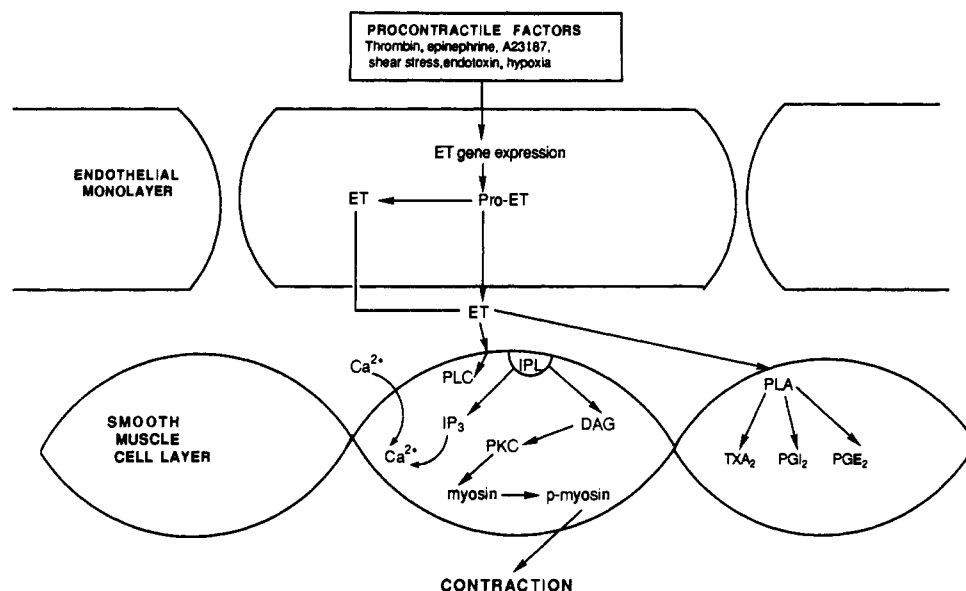 PROCONTRACTILE FACTORS
Thrombin, epinephrine, A23187,
shear stress,endotoxin, hypoxia
ET gene expression
ENDOTHELIAL
MONOLAYER
ET
Pro-ET
ET
Ca²⁺
PLC
IPL
PLA
IP₃
DAG
SMOOTH
MUSCLE
CELL LAYER
Ca²⁺
PKC
TXA₂
PGI₂
PGE₂
myosin
p-myosin
CONTRACTION